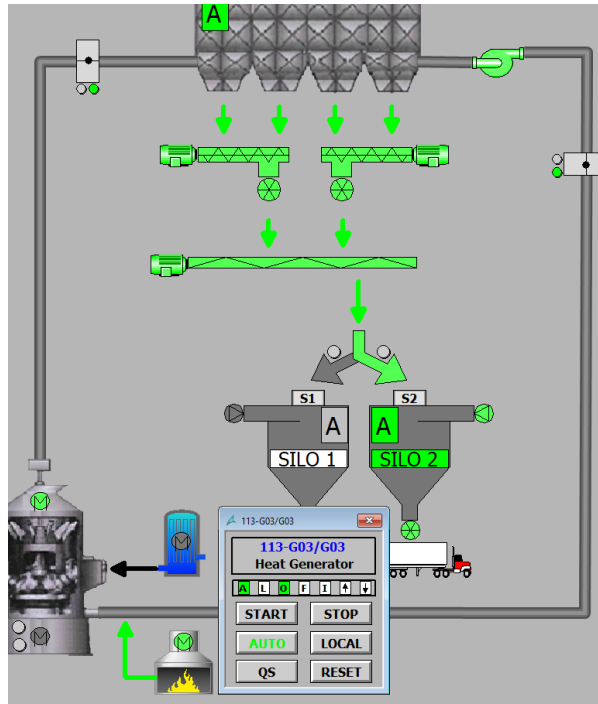 A
S1
S2
A
A
SILO 1
SILO 2
M
M
113-G03/G03
113-G03/G03
Heat Generator
A L O F I
START
STOP
AUTO
LOCAL
QS
RESET
M
M